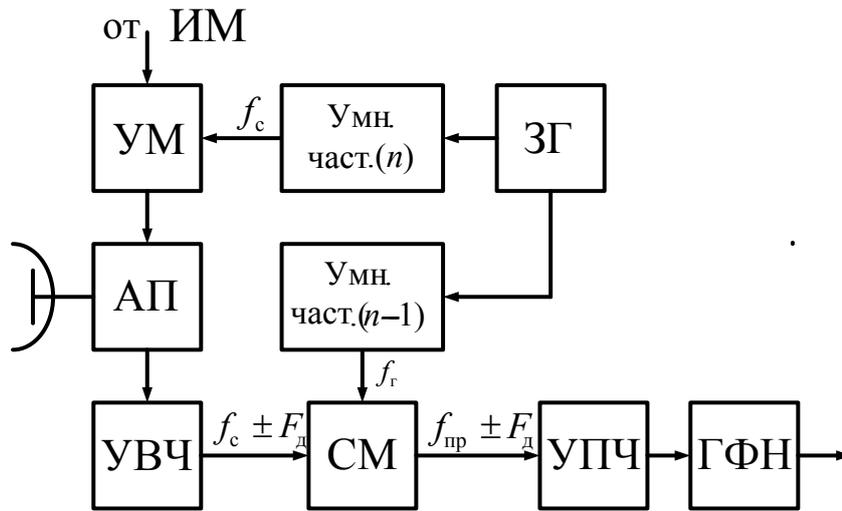 от ИМ
УМ
f_c
Умн.
част.(n)
ЗГ
АП
Умн.
част.(n−1)
f_г
УВЧ
f_c ± F_д
СМ
f_пр ± F_д
УПЧ
ГФН